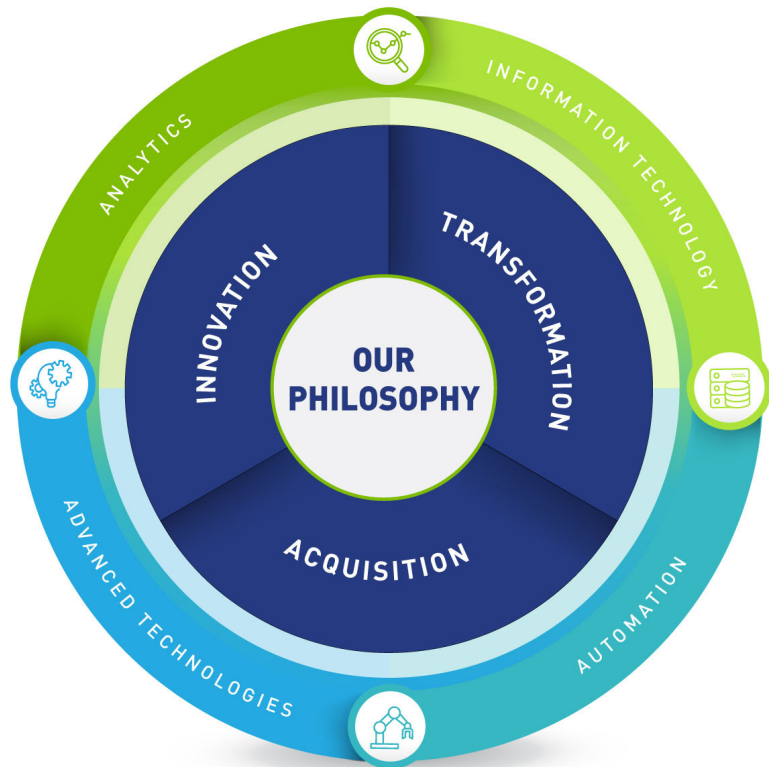 ANALYTICS
INFORMATION TECHNOLOGY
INNOVATION
TRANSFORMATION
OUR
PHILOSOPHY
ACQUISITION
ADVANCED TECHNOLOGIES
AUTOMATION